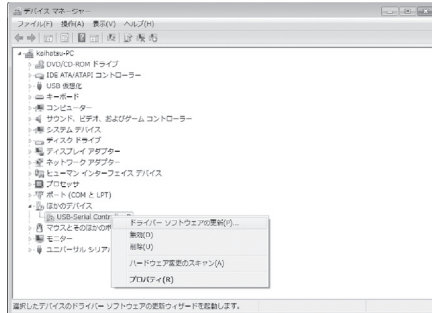 デバイス マネージャー
ファイル(F) 操作(A) 表示(V) ヘルプ(H)
kaihotsu-PC
DVD/CD-ROM ドライブ
IDE ATA/ATAPI コントローラー
USB 仮想化
キーボード
コンピューター
サウンド、ビデオ、およびゲーム コントローラー
システム デバイス
ディスク ドライブ
ディスプレイ アダプター
ネットワーク アダプター
ヒューマン インターフェイス デバイス
プロセッサ
ポート (COM と LPT)
ほかのデバイス
USB-Serial Contr
ドライバー ソフトウェアの更新(P)...
マウスとそのほかのポ
無効(D)
モニター
削除(U)
ユニバーサル シリア
ハードウェア変更のスキャン(A)
プロパティ(R)
選択したデバイスのドライバー ソフトウェアの更新ウィザードを起動します。